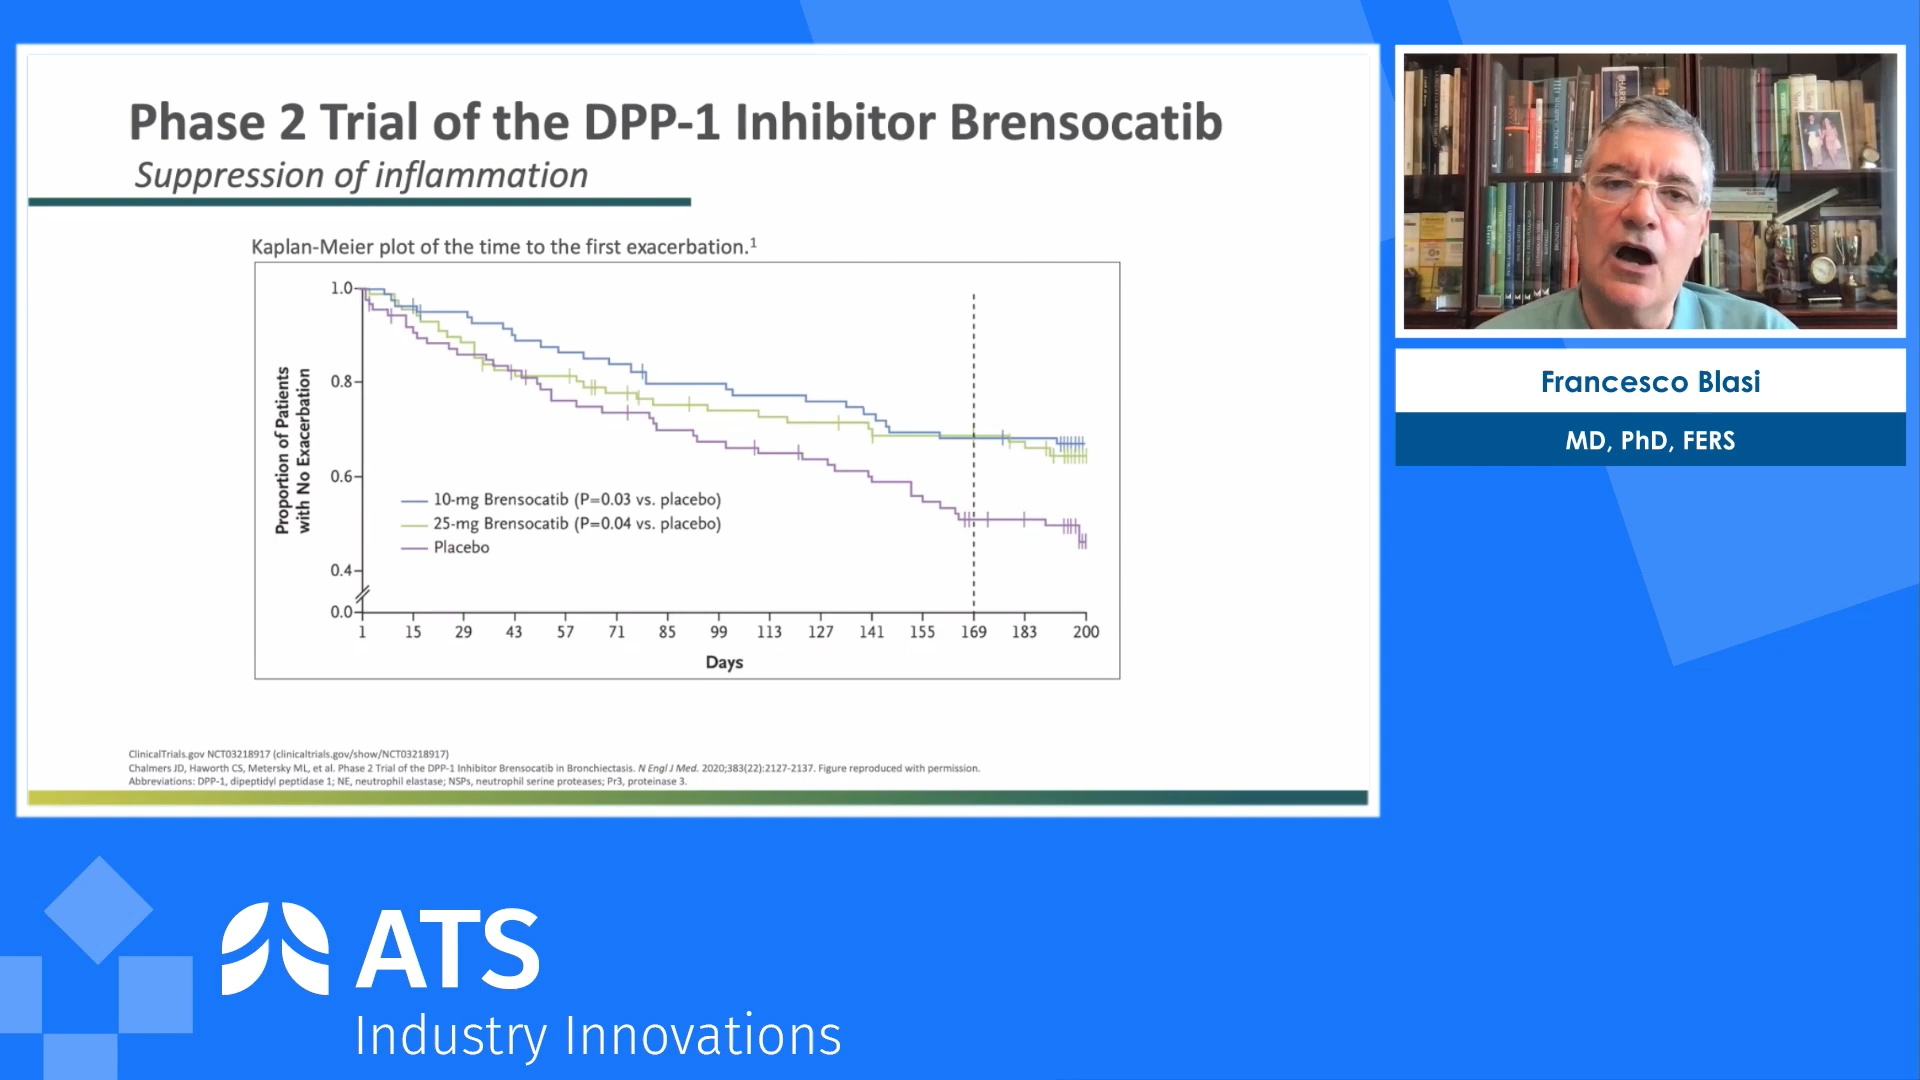 Phase 2 Trial of the DPP-1 Inhibitor Brensocatib
Suppression of inflammation
Kaplan-Meier plot of the time to the first exacerbation.1
Proportion of Patients
with No Exacerbation
1.0
0.8
0.6
0.4
0.0
10-mg Brensocatib (P=0.03 vs. placebo)
25-mg Brensocatib (P=0.04 vs. placebo)
Placebo
1 15 29 43 57 71 85 99 113 127 141 155 169 183 200
Days
ClinicalTrials.gov NCT03218917 (clinicaltrials.gov/show/NCT03218917)
Chalmers JD, Haworth CS, Metersky ML, et al. Phase 2 Trial of the DPP-1 Inhibitor Brensocatib in Bronchiectasis. N Engl J Med. 2020;383(22):2127-2137. Figure reproduced with permission.
Abbreviations: DPP-1, dipeptidyl peptidase 1; NE, neutrophil elastase; NSPs, neutrophil serine proteases; Pr3, proteinase 3.
Francesco Blasi
MD, PhD, FERS
ATS
Industry Innovations